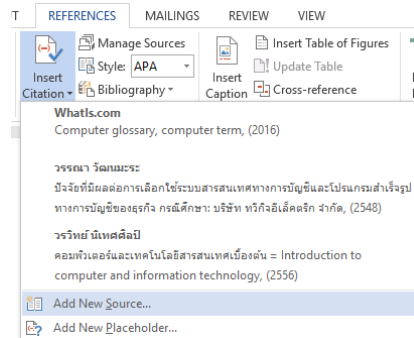 T REFERENCES MAILINGS REVIEW VIEW
Manage Sources
Style: APA
Bibliography
Insert
Citation
Insert
Caption
Insert Table of Figures
Update Table
Cross-reference
WhatIs.com
Computer glossary, computer term, (2016)
วรรณา วัฒนมะระ
ปัจจัยที่มีผลต่อการเลือกใช้ระบบสารสนเทศทางการบัญชีและโปรแกรมสำเร็จรูป
ทางการบัญชีของธุรกิจ กรณีศึกษา: บริษัท ทวีกิจอิเล็คตริก จำกัด, (2548)
วรวิทย์ นิเทศศิลป์
คอมพิวเตอร์และเทคโนโลยีสารสนเทศเบื้องต้น = Introduction to
computer and information technology, (2556)
Add New Source...
Add New Placeholder...